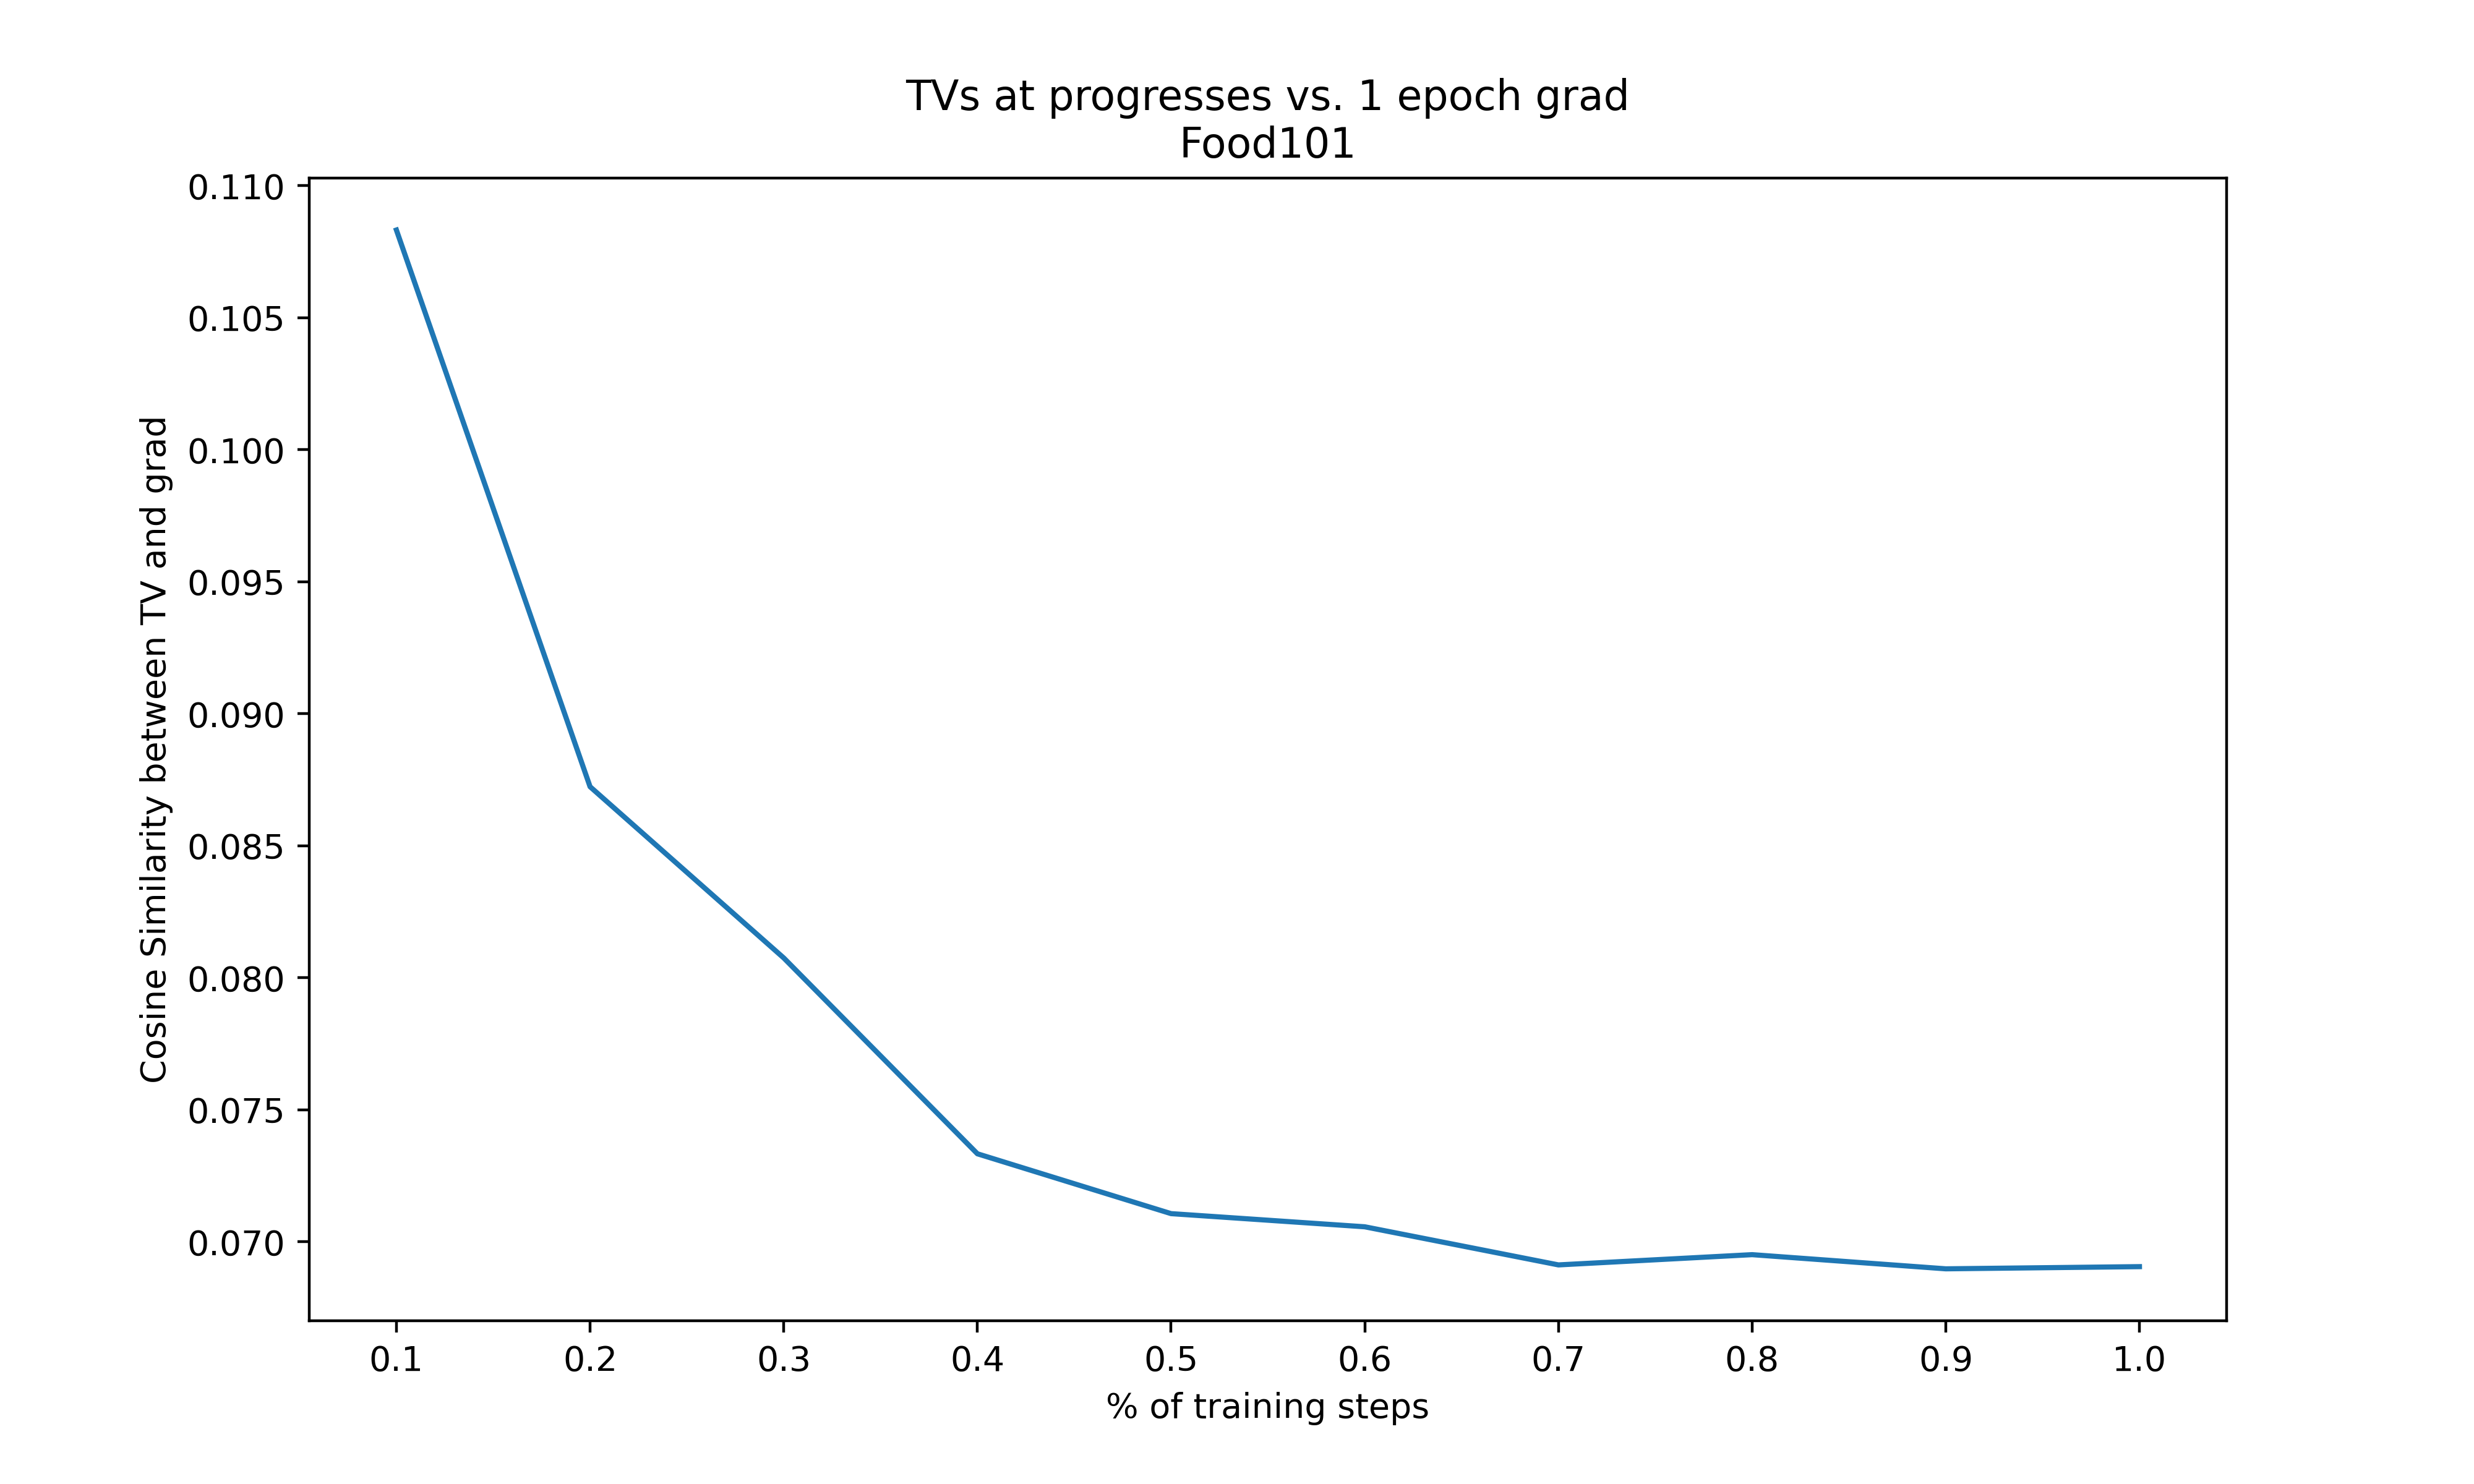 TVs at progresses vs. 1 epoch grad
Food101
Cosine Similarity between TV and grad
0.110
0.105
0.100
0.095
0.090
0.085
0.080
0.075
0.070
0.1 0.2 0.3 0.4 0.5 0.6 0.7 0.8 0.9 1.0
% of training steps